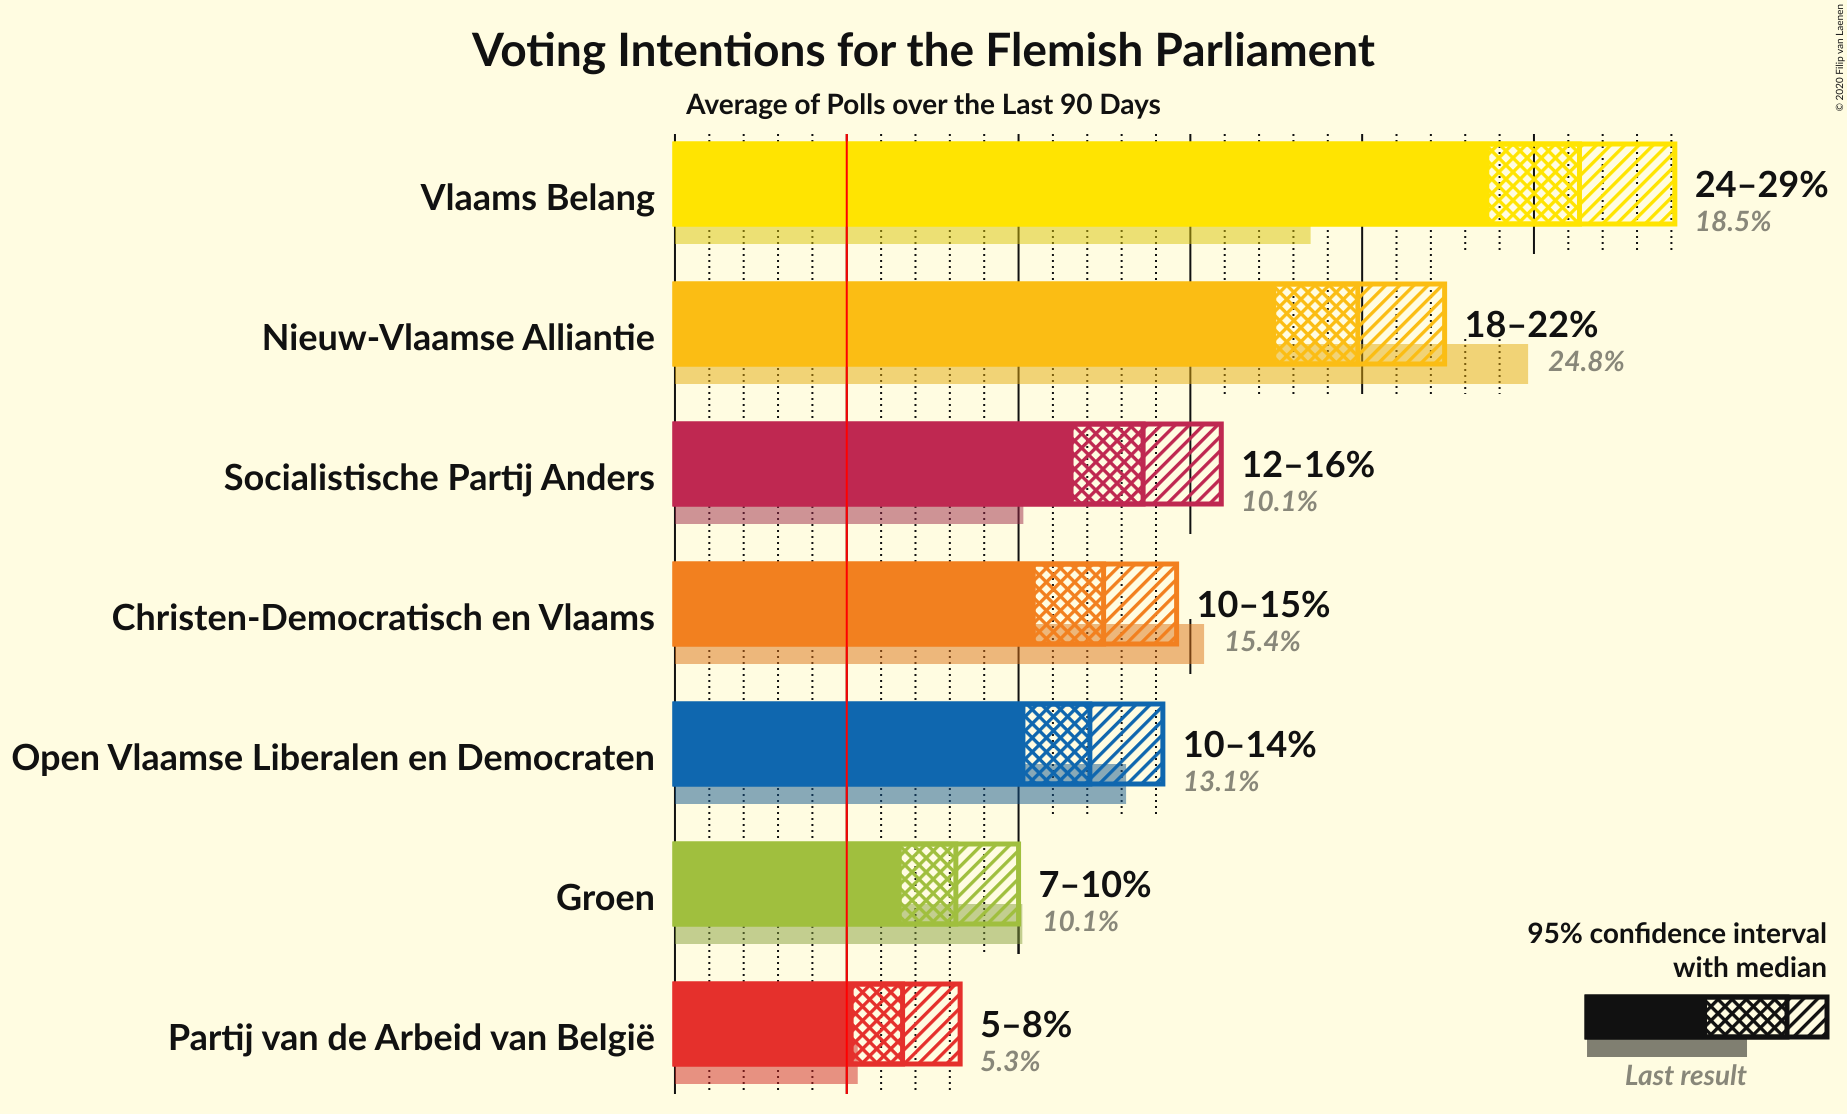 Voting Intentions for the Flemish Parliament
Average of Polls over the Last 90 Days
© 2020 Filip van Laenen
Vlaams Belang
24–29%
18.5%
Nieuw-Vlaamse Alliantie
18–22%
24.8%
Socialistische Partij Anders
12–16%
10.1%
Christen-Democratisch en Vlaams
10–15%
15.4%
Open Vlaamse Liberalen en Democraten
10–14%
13.1%
Groen
7–10%
10.1%
Partij van de Arbeid van België
5–8%
5.3%
95% confidence interval
with median
Last result